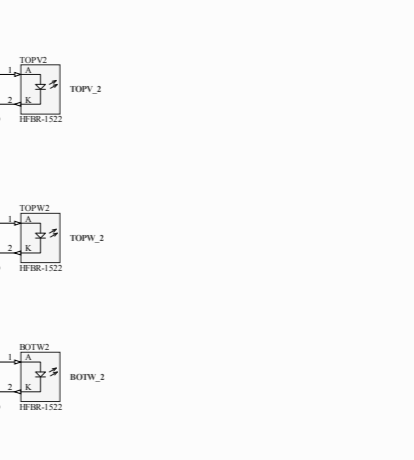 TOPV2
1 A
TOPV_2
2 K
HFBR-1522
TOPW2
1 A
TOPW_2
2 K
HFBR-1522
BOTW2
1 A
BOTW_2
2 K
HFBR-1522